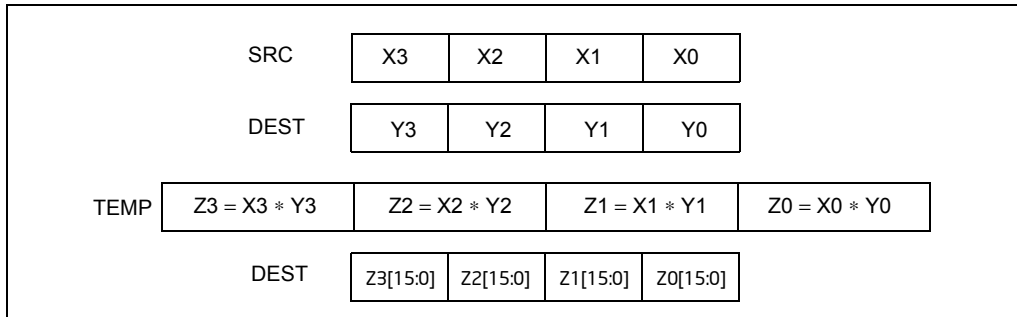 SRC X3 X2 X1 X0
DEST Y3 Y2 Y1 Y0
TEMP Z3 = X3 ∗ Y3 Z2 = X2 ∗ Y2 Z1 = X1 ∗ Y1 Z0 = X0 ∗ Y0
DEST Z3[15:0] Z2[15:0] Z1[15:0] Z0[15:0]